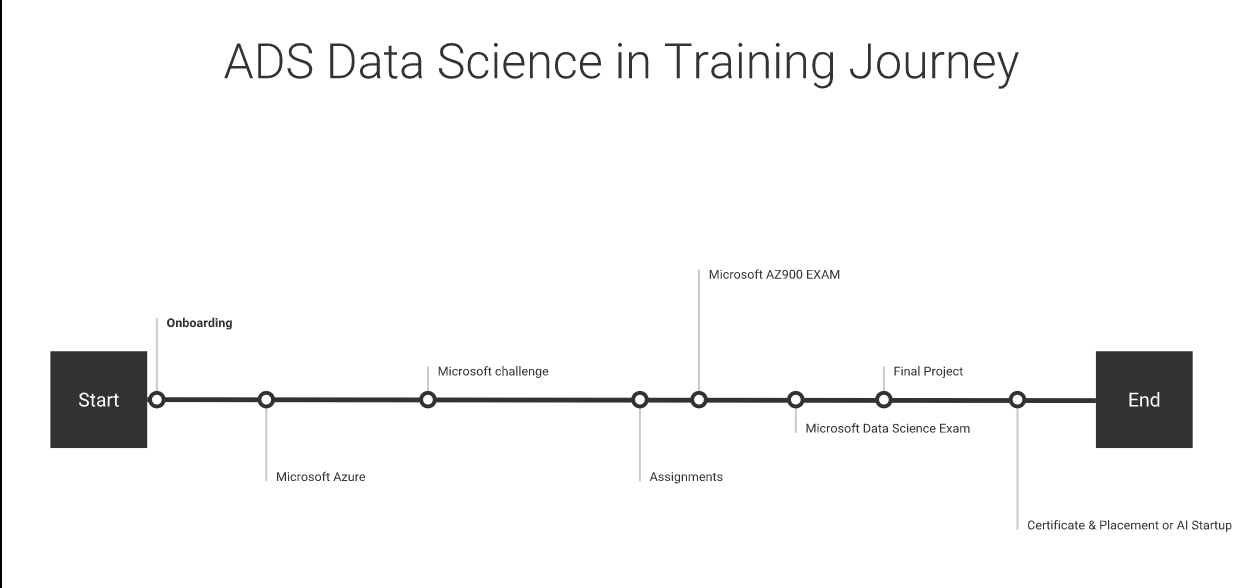 ADS Data Science in Training Journey
Start
Onboarding
Microsoft Azure
Microsoft challenge
Assignments
Microsoft AZ900 EXAM
Microsoft Data Science Exam
Final Project
Certificate & Placement or AI Startup
End